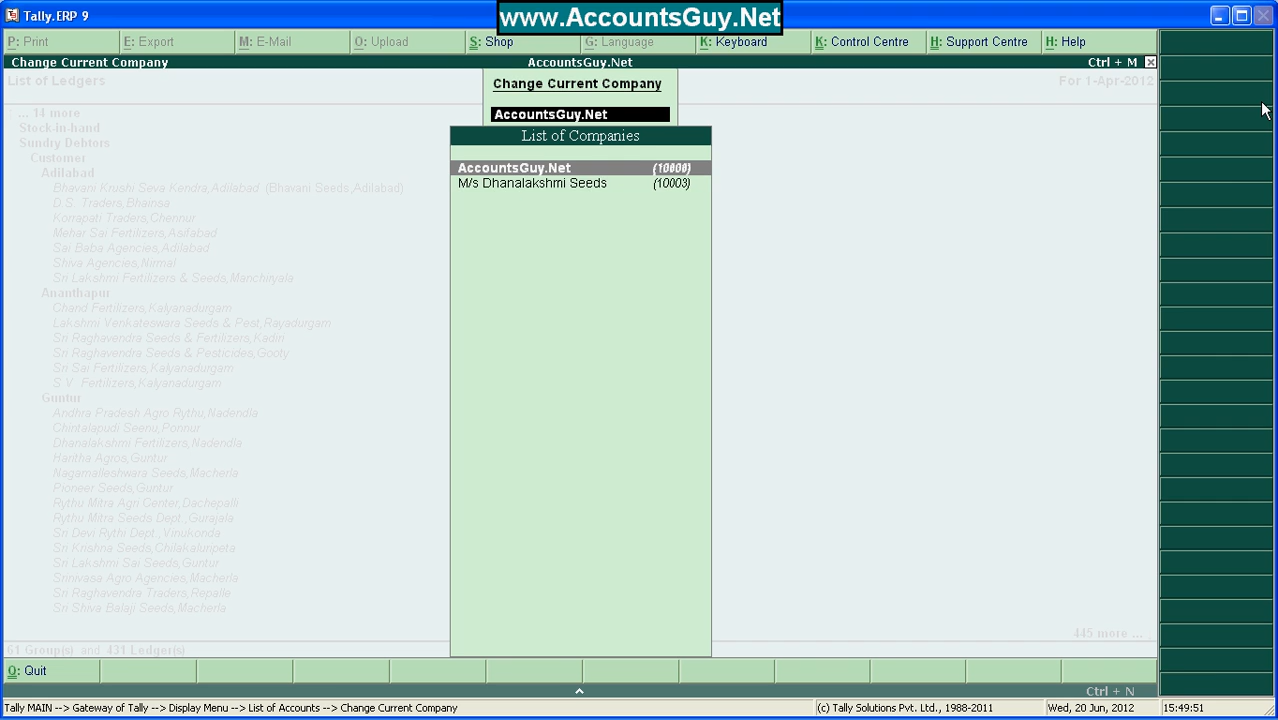 Tally.ERP 9
www.AccountsGuy.Net
P: Print
E: Export
M: E-Mail
O: Upload
S: Shop
G: Language
K: Keyboard
K: Control Centre
H: Support Centre
H: Help
Change Current Company
AccountsGuy.Net
Ctrl + M
List of Ledgers
For 1-Apr-2012
Change Current Company
AccountsGuy.Net
List of Companies
AccountsGuy.Net (10000)
M/s Dhanalakshmi Seeds (10003)
... 14 more
Stock-in-hand
Sundry Debtors
Customer
Adilabad
Bhavani Krushi Seva Kendra,Adilabad (Bhavani Seeds,Adilabad)
D.S. Traders,Bhainsa
Korrapati Traders,Chennur
Mehar Sai Fertilizers,Asifabad
Sai Baba Agencies,Adilabad
Shiva Agencies,Nirmal
Sri Lakshmi Fertilizers & Seeds,Manchiryala
Ananthapur
Chand Fertilizers,Kalyanadurgam
Lakshmi Venkateswara Seeds & Pest,Rayadurgam
Sri Raghavendra Seeds & Fertilizers,Kadiri
Sri Raghavendra Seeds & Pesticides,Gooty
Sri Sai Fertilizers,Kalyanadurgam
S.V. Fertilizers,Kalyanadurgam
Guntur
Andhra Pradesh Agro Rythu,Nadendla
Chintalapudi Seenu,Ponnur
Dhanalakshmi Fertilizers,Nadendla
Haritha Agros,Guntur
Nagamalleshwara Seeds,Macherla
Pioneer Seeds,Guntur
Rythu Mitra Agri Center,Dachepalli
Rythu Mitra Seeds Dept.,Gurajala
Sri Devi Rythi Dept.,Vinukonda
Sri Krishna Seeds,Chilakaluripeta
Sri Lakshmi Sai Seeds,Guntur
Srinivasa Agro Agencies,Macherla
Sri Raghavendra Traders,Repalle
Sri Shiva Balaji Seeds,Macherla
445 more ...
61 Group(s) and 431 Ledger(s)
Q: Quit
Ctrl + N
Tally MAIN --> Gateway of Tally --> Display Menu --> List of Accounts --> Change Current Company
(c) Tally Solutions Pvt. Ltd., 1988-2011
Wed, 20 Jun, 2012
15:49:51